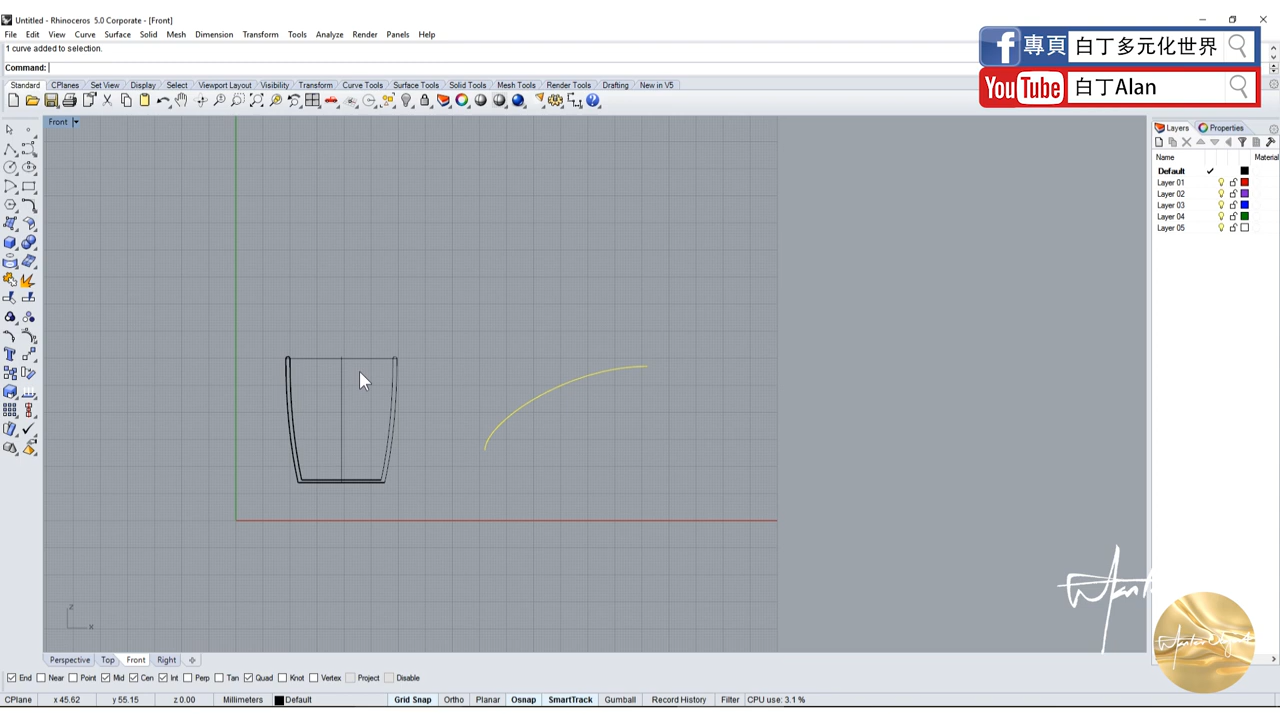 Untitled - Rhinoceros 5.0 Corporate - [Front]
File Edit View Curve Surface Solid Mesh Dimension Transform Tools Analyze Render Panels Help
專頁 白丁多元化世界
1 curve added to selection.
Command:
YouTube 白丁Alan
Standard CPlanes Set View Display Select Viewport Layout Visibility Transform Curve Tools Surface Tools Solid Tools Mesh Tools Render Tools Drafting New in V5
Front
Layers Properties
Name Material
Default
Layer 01
Layer 02
Layer 03
Layer 04
Layer 05
z
x
Perspective Top Front Right
End Near Point Mid Cen Int Perp Tan Quad Knot Vertex Project Disable
CPlane x 45.62 y 55.15 z 0.00 Millimeters Default Grid Snap Ortho Planar Osnap SmartTrack Gumball Record History Filter CPU use: 3.1 %